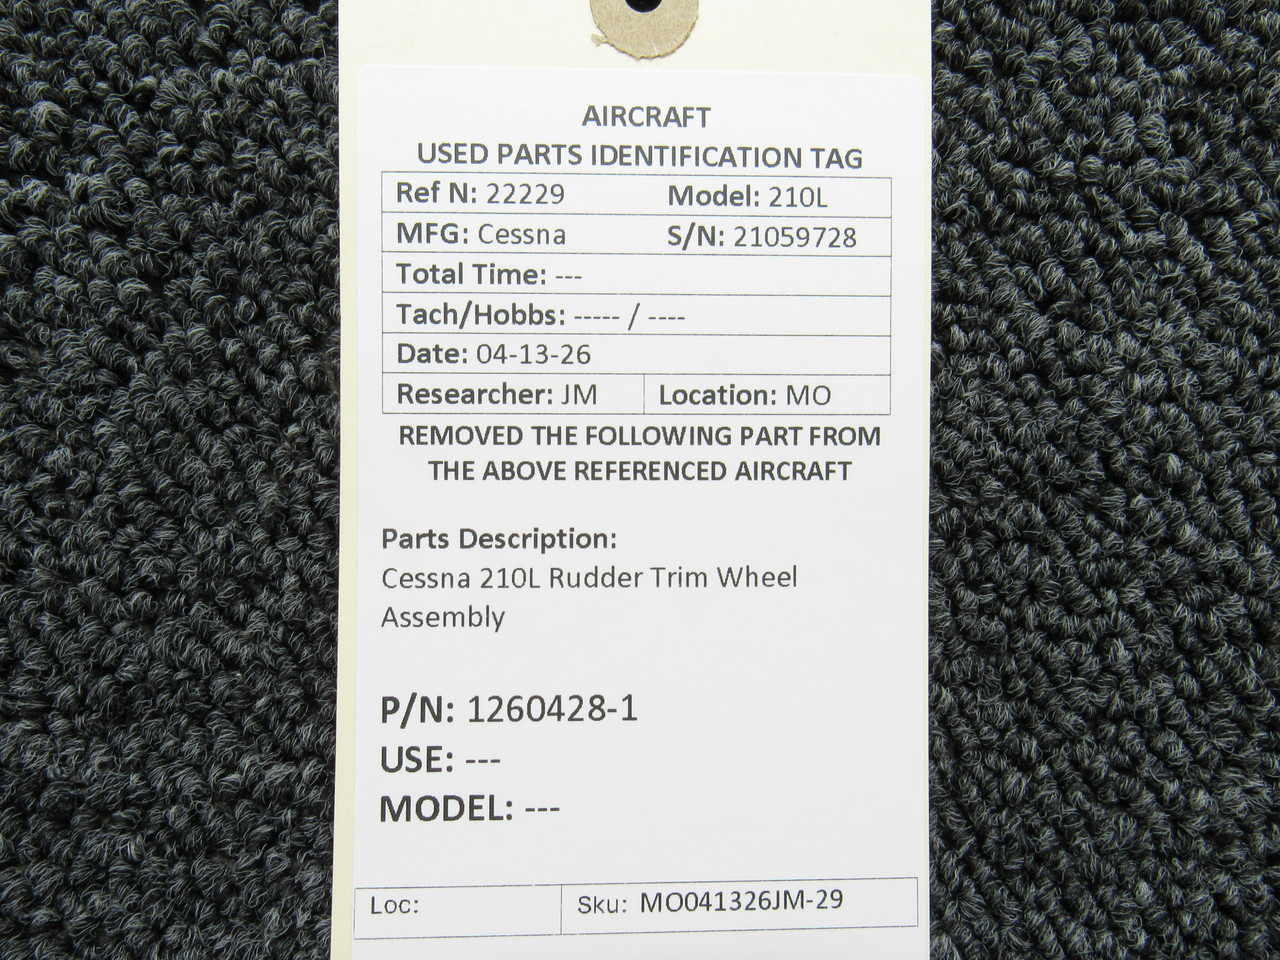 AIRCRAFT
USED PARTS IDENTIFICATION TAG
Ref N: 22229 Model: 210L
MFG: Cessna S/N: 21059728
Total Time: ---
Tach/Hobbs: ----- / ----
Date: 04-13-26
Researcher: JM Location: MO
REMOVED THE FOLLOWING PART FROM
THE ABOVE REFERENCED AIRCRAFT
Parts Description:
Cessna 210L Rudder Trim Wheel
Assembly
P/N: 1260428-1
USE: ---
MODEL: ---
Loc: Sku: MO041326JM-29